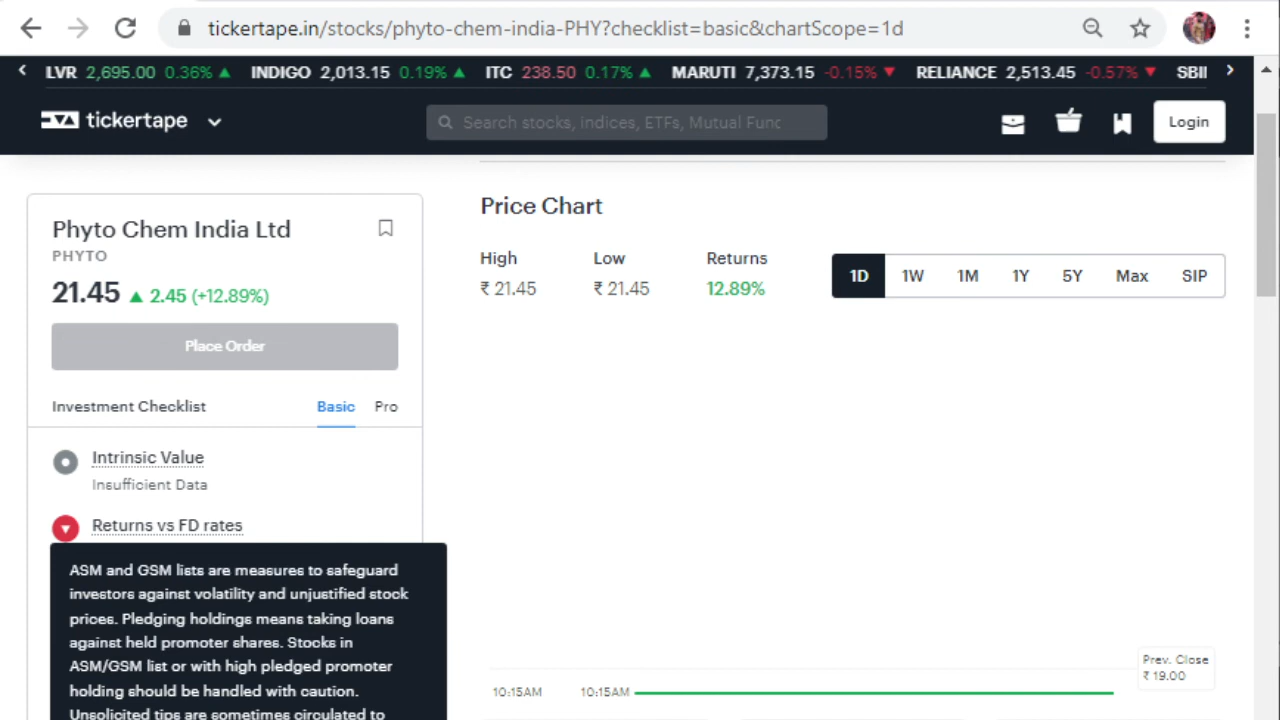 tickertape.in/stocks/phyto-chem-india-PHY?checklist=basic&chartScope=1d
LVR 2,695.00 0.36% ▲ INDIGO 2,013.15 0.19% ▲ ITC 238.50 0.17% ▲ MARUTI 7,373.15 -0.15% ▼ RELIANCE 2,513.45 -0.57% ▼ SBII
tickertape
Search stocks, indices, ETFs, Mutual Func
Login
Phyto Chem India Ltd
PHYTO
21.45 ▲ 2.45 (+12.89%)
Place Order
Investment Checklist Basic Pro
Intrinsic Value
Insufficient Data
Returns vs FD rates
ASM and GSM lists are measures to safeguard
investors against volatility and unjustified stock
prices. Pledging holdings means taking loans
against held promoter shares. Stocks in
ASM/GSM list or with high pledged promoter
holding should be handled with caution.
Unsolicited tips are sometimes circulated to
Price Chart
High Low Returns
₹ 21.45 ₹ 21.45 12.89%
1D 1W 1M 1Y 5Y Max SIP
Prev. Close
₹ 19.00
10:15AM 10:15AM